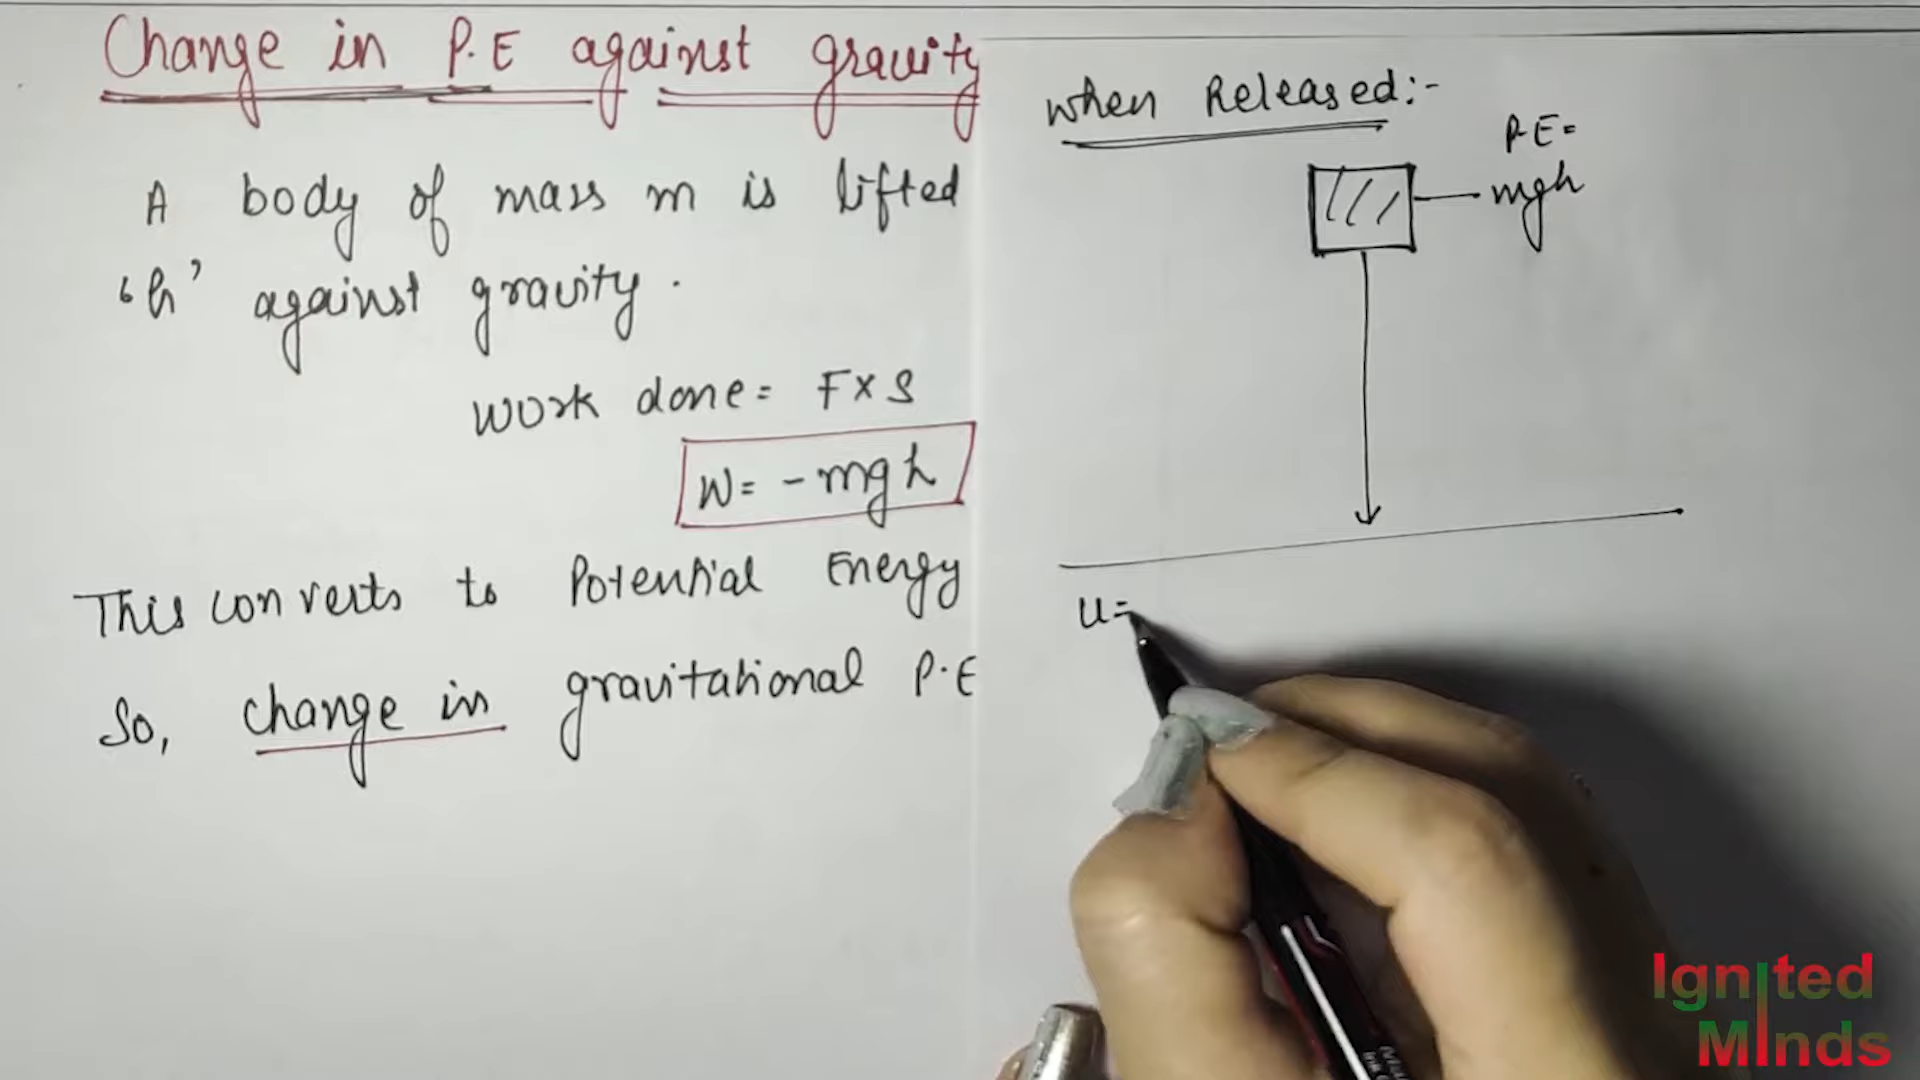 Change in P.E against gravity
A body of mass m is lifted
'h' against gravity.
Work done = F x S
W = - mgh
This converts to Potential Energy
So, change in gravitational P.E
When Released:-
P.E =
mgh
u =
Ignited
Minds